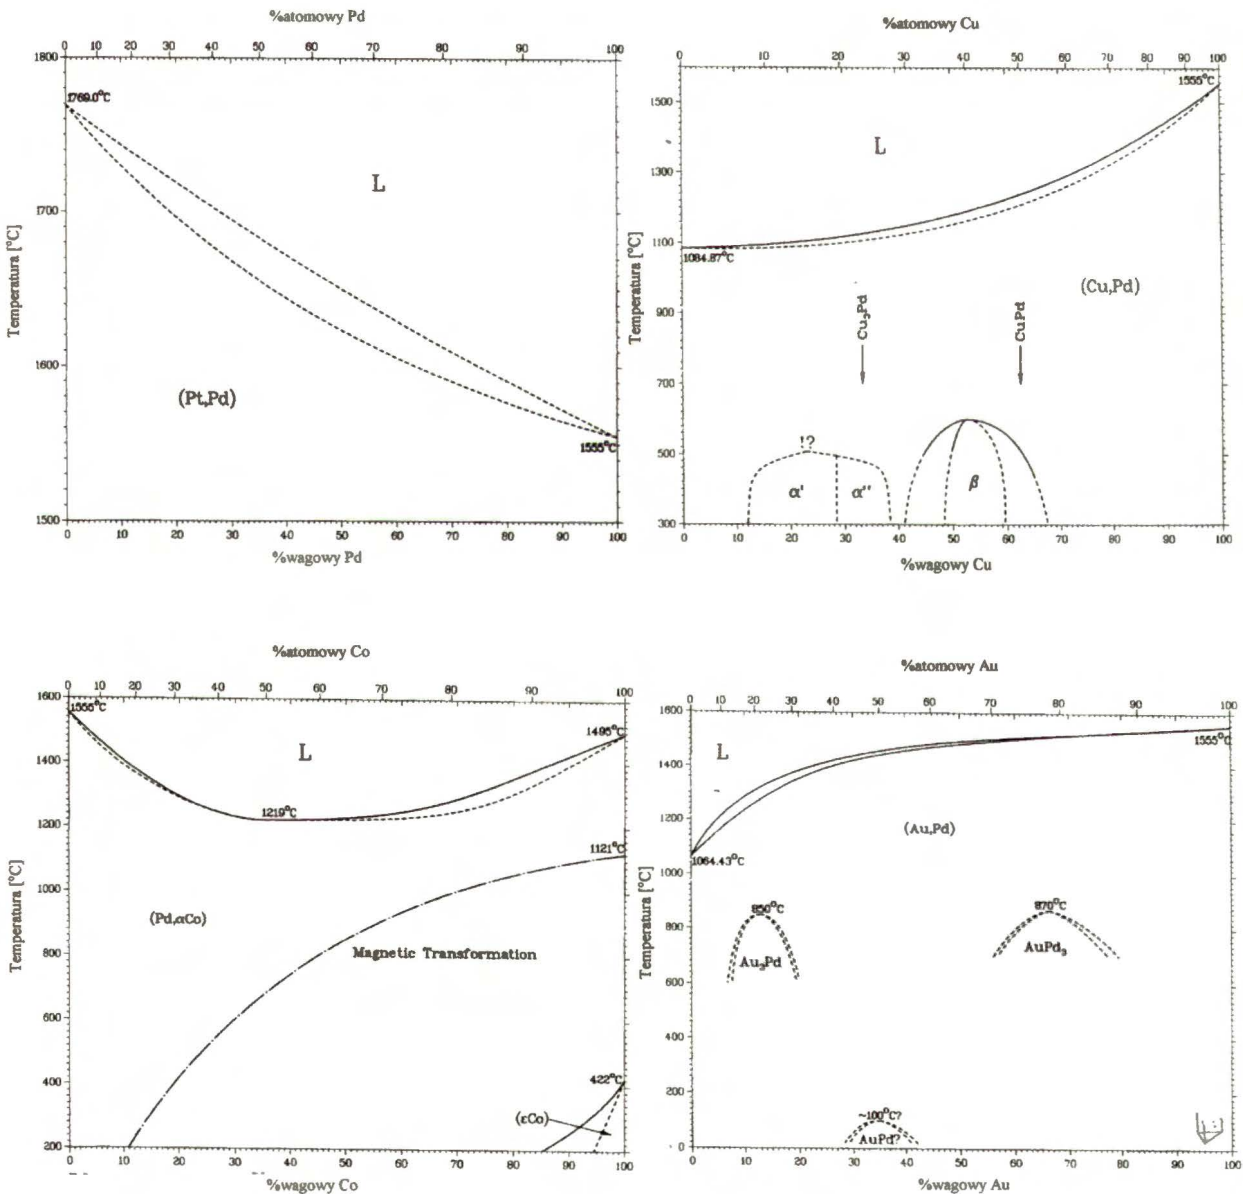 %atomowy Pd
0 10 20 30 40 50 60 70 80 90 100
1800
1769.0°C
L
1700
Temperatura [°C]
1600
(Pt,Pd)
1555°C
1500
0 10 20 30 40 50 60 70 80 90 100
%wagowy Pd
%atomowy Cu
0 10 20 30 40 50 60 70 80 90 100
1555°C
1500
L
1300
1100
1084.87°C
Temperatura [°C]
(Cu,Pd)
900
Cu₃Pd
CuPd
700
!?
500
α'
α''
β
300
0 10 20 30 40 50 60 70 80 90 100
%wagowy Cu
%atomowy Co
0 10 20 30 40 50 60 70 80 90 100
1600
1555°C
1495°C
L
1400
1219°C
1200
1121°C
Temperatura [°C]
1000
(Pd,αCo)
Magnetic Transformation
800
600
422°C
400
(εCo)
200
0 10 20 30 40 50 60 70 80 90 100
%wagowy Co
%atomowy Au
0 10 20 30 40 50 60 70 80 90 100
1600
L
1555°C
1400
1200
(Au,Pd)
1064.43°C
1000
Temperatura [°C]
850°C
870°C
800
Au₃Pd
AuPd₃
600
400
200
~100°C?
AuPd?
0
0 10 20 30 40 50 60 70 80 90 100
%wagowy Au